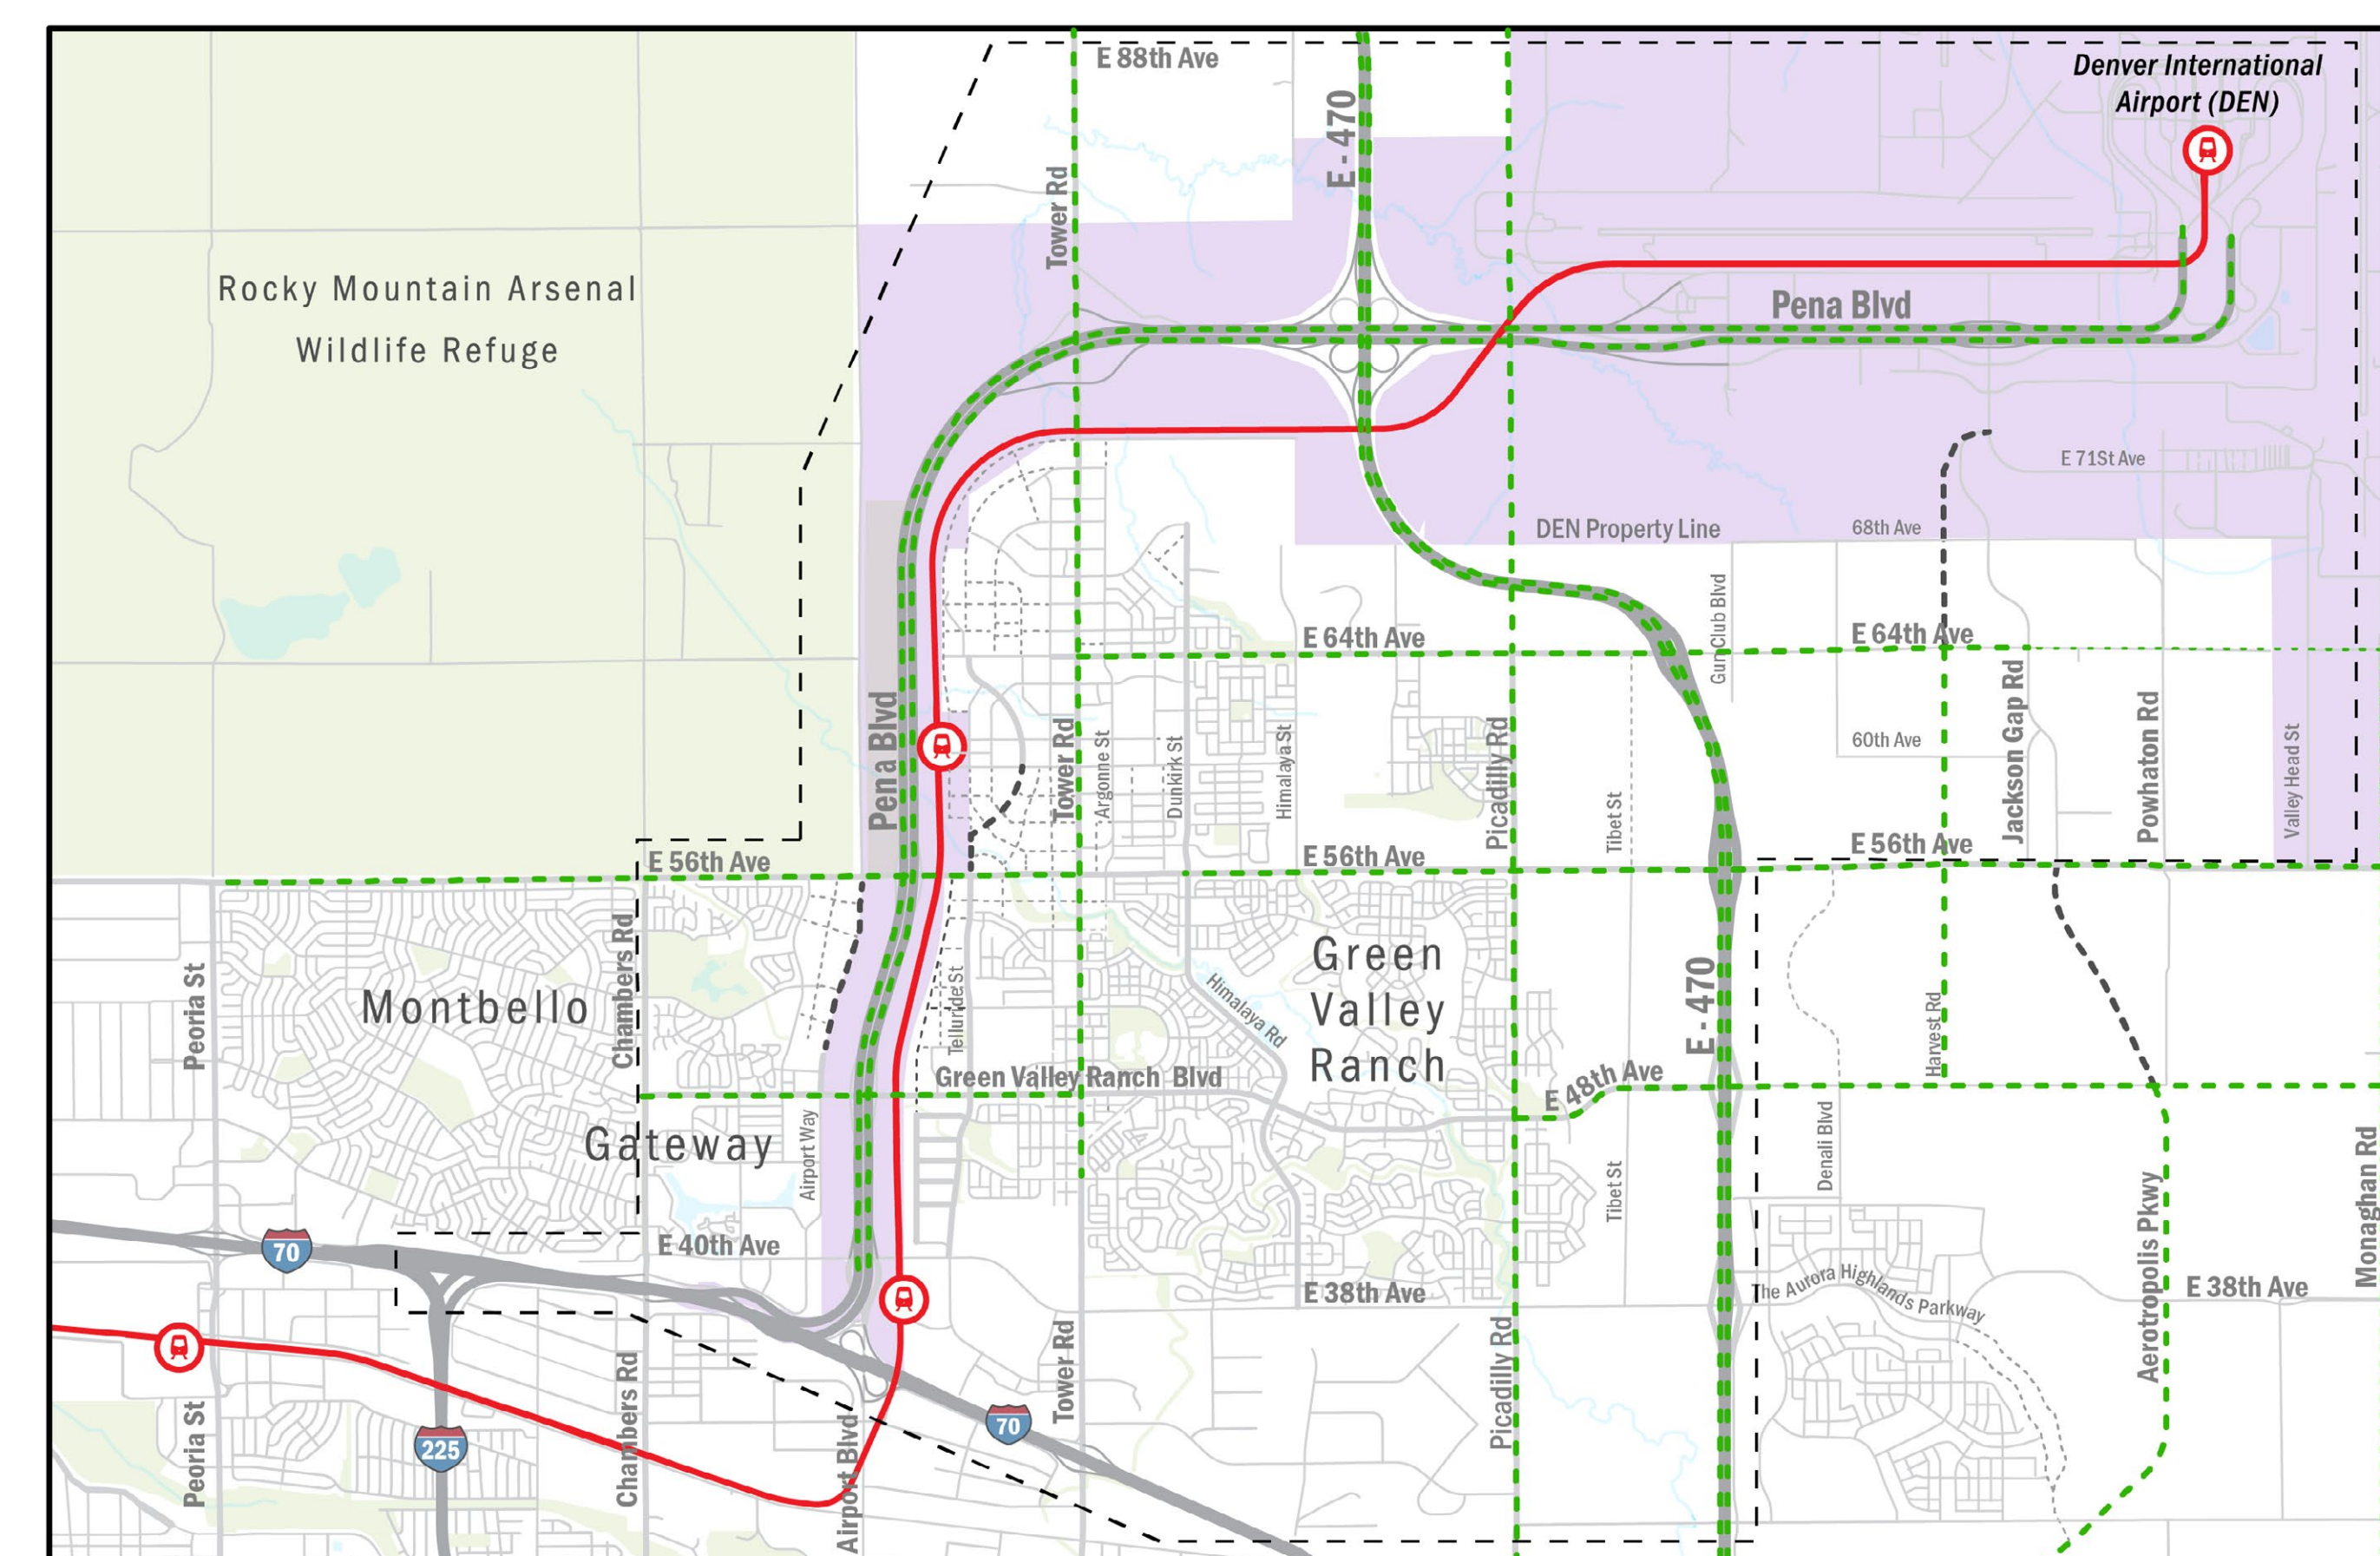 E 88th Ave
Denver International
Airport (DEN)
E-470
Tower Rd
Rocky Mountain Arsenal
Wildlife Refuge
Pena Blvd
E 71St Ave
DEN Property Line
68th Ave
Gun Club Blvd
E 64th Ave
E 64th Ave
Jackson Gap Rd
Pena Blvd
Tower Rd
Argonne St
Dunkirk St
Himalaya St
Picadilly Rd
Tibet St
60th Ave
Powhaton Rd
Valley Head St
E 56th Ave
E 56th Ave
E 56th Ave
Peoria St
Montbello
Chambers Rd
Telluride St
Himalaya Rd
Green
Valley
Ranch
E-470
Harvest Rd
Green Valley Ranch Blvd
E 48th Ave
Gateway
Airport Way
Tibet St
Denali Blvd
Aerotropolis Pkwy
Monaghan Rd
70
E 40th Ave
E 38th Ave
The Aurora Highlands Parkway
E 38th Ave
Peoria St
225
Chambers Rd
Airport Blvd
70
Tower Rd
Picadilly Rd